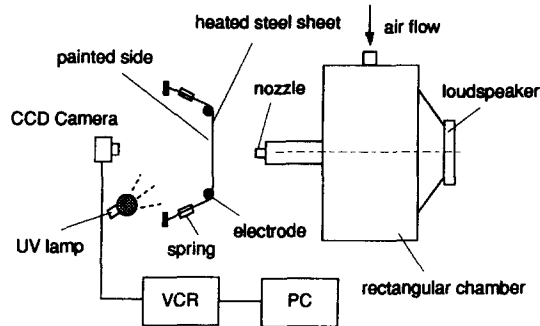 heated steel sheet
air flow
painted side
nozzle
loudspeaker
CCD Camera
electrode
UV lamp
spring
rectangular chamber
VCR
PC